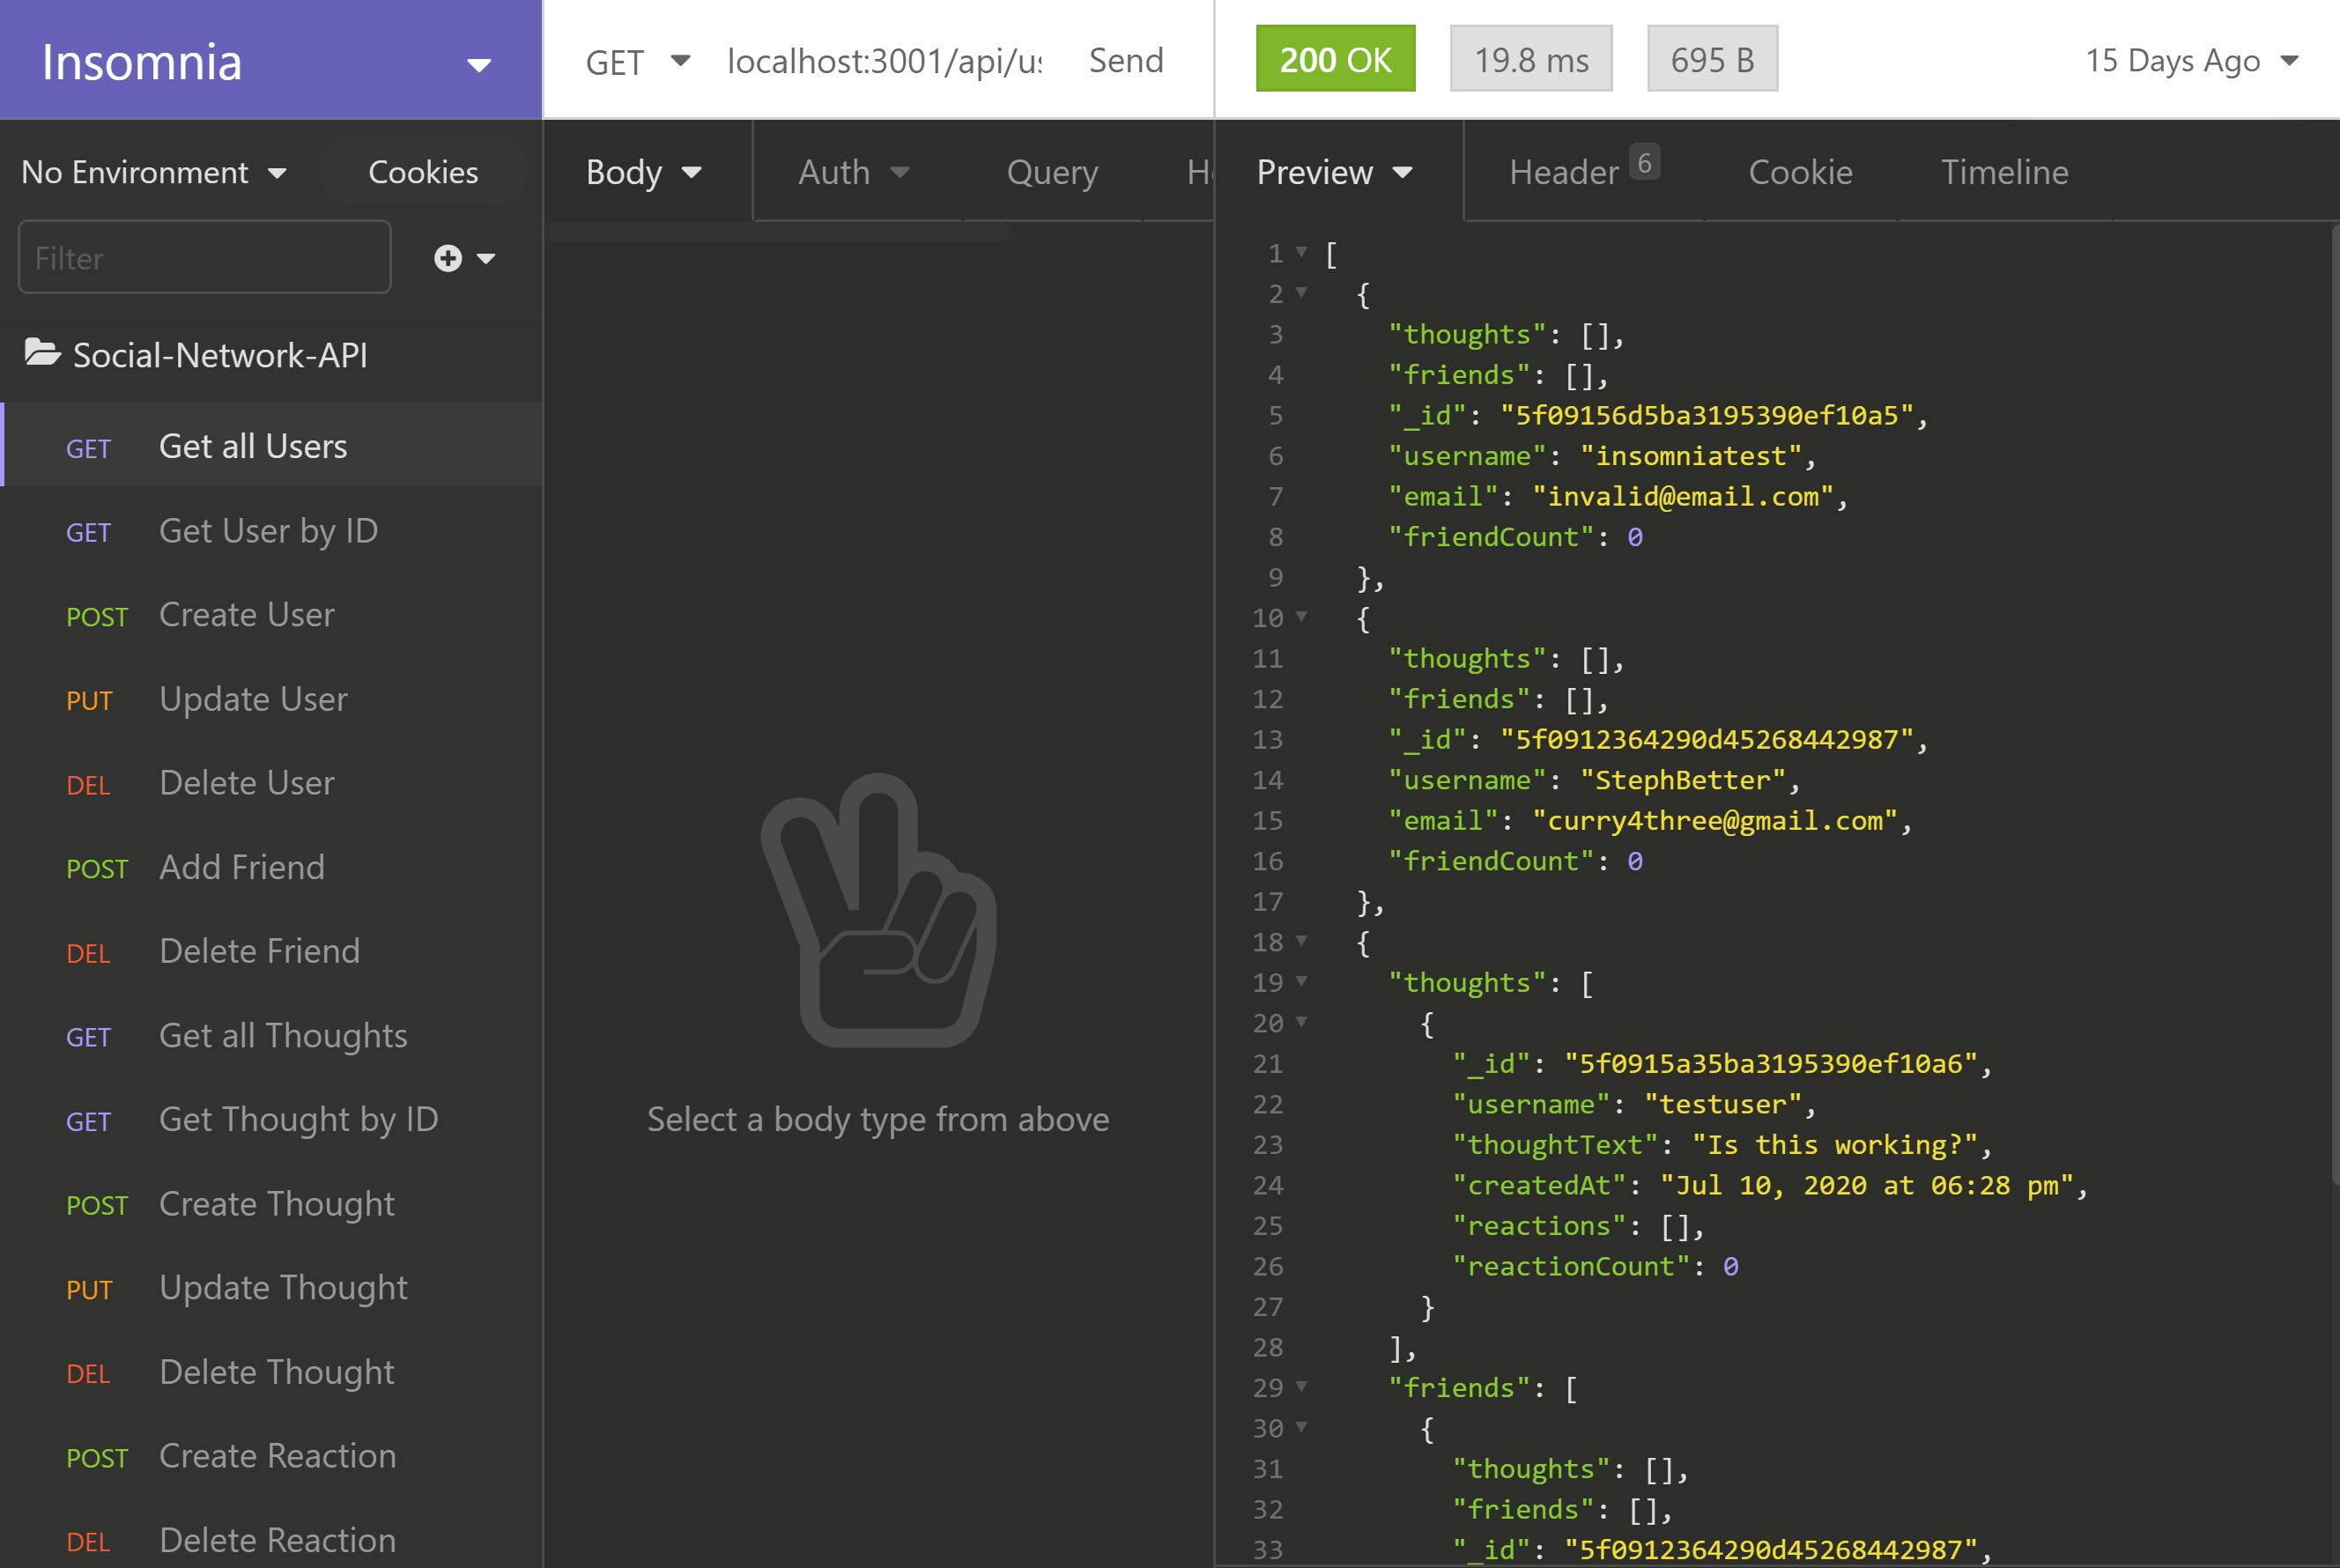 Insomnia
GET localhost:3001/api/us Send
200 OK 19.8 ms 695 B 15 Days Ago
No Environment Cookies
Body Auth Query He
Preview Header 6 Cookie Timeline
Filter
Social-Network-API
GET Get all Users
GET Get User by ID
POST Create User
PUT Update User
DEL Delete User
POST Add Friend
DEL Delete Friend
GET Get all Thoughts
GET Get Thought by ID
POST Create Thought
PUT Update Thought
DEL Delete Thought
POST Create Reaction
DEL Delete Reaction
Select a body type from above
1 [
2 {
3 "thoughts": [],
4 "friends": [],
5 "_id": "5f09156d5ba3195390ef10a5",
6 "username": "insomniatest",
7 "email": "invalid@email.com",
8 "friendCount": 0
9 },
10 {
11 "thoughts": [],
12 "friends": [],
13 "_id": "5f0912364290d45268442987",
14 "username": "StephBetter",
15 "email": "curry4three@gmail.com",
16 "friendCount": 0
17 },
18 {
19 "thoughts": [
20 {
21 "_id": "5f0915a35ba3195390ef10a6",
22 "username": "testuser",
23 "thoughtText": "Is this working?",
24 "createdAt": "Jul 10, 2020 at 06:28 pm",
25 "reactions": [],
26 "reactionCount": 0
27 }
28 ],
29 "friends": [
30 {
31 "thoughts": [],
32 "friends": [],
33 "_id": "5f0912364290d45268442987",